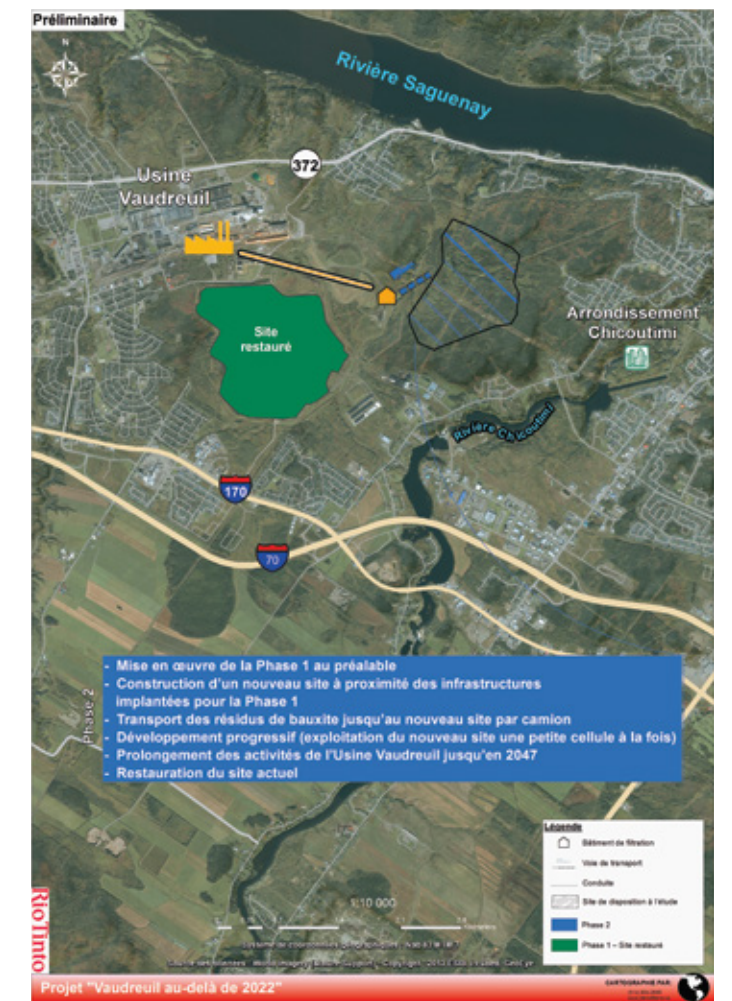 Préliminaire
N
Rivière Saguenay
372
Usine
Vaudreuil
Site
restauré
Arrondissement
Chicoutimi
Rivière Chicoutimi
170
70
Phase 2
- Mise en œuvre de la Phase 1 au préalable
- Construction d'un nouveau site à proximité des infrastructures
implantées pour la Phase 1
- Transport des résidus de bauxite jusqu'au nouveau site par camion
- Développement progressif (exploitation du nouveau site une petite cellule à la fois)
- Prolongement des activités de l'Usine Vaudreuil jusqu'en 2047
- Restauration du site actuel
Légende
Bâtiment de filtration
Voie de transport
Conduite
Site de disposition à l'étude
Phase 2
Phase 1 – Site restauré
1:10 000
RioTinto
Projet "Vaudreuil au-delà de 2022"
CARTOGRAPHIÉ PAR: